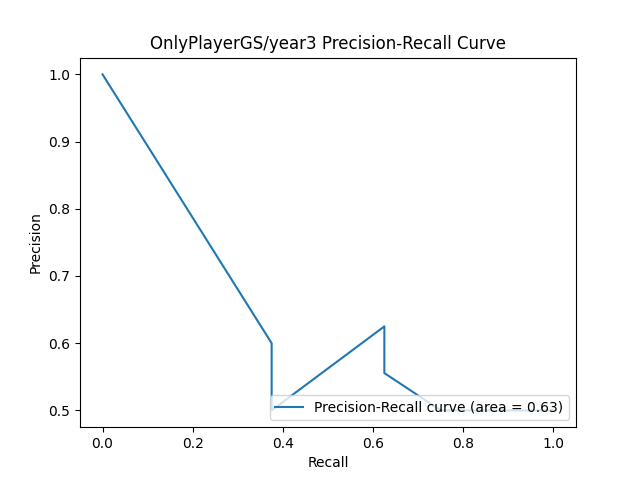 OnlyPlayerGS/year3 Precision-Recall Curve
1.0
0.9
0.8
0.7
0.6
0.5
Precision
Precision-Recall curve (area = 0.63)
0.0 0.2 0.4 0.6 0.8 1.0
Recall